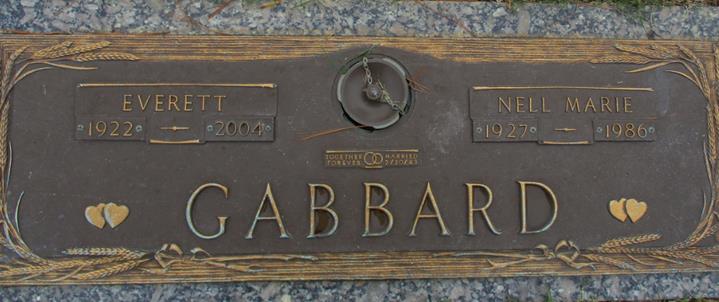 EVERETT
1922 2004
NELL MARIE
1927 1986
TOGETHER FOREVER
MARRIED
GABBARD